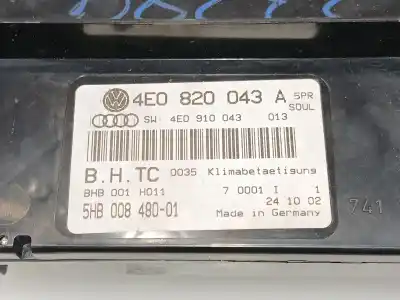 4E0 820 043 A 5PR
SQUL
SW: 4E0 910 043 013
B.H.TC 0035 Klimabetaetigung
BHB 001 H011 7 0001 I 1
24 10 02
5HB 008 480-01 Made in Germany
741